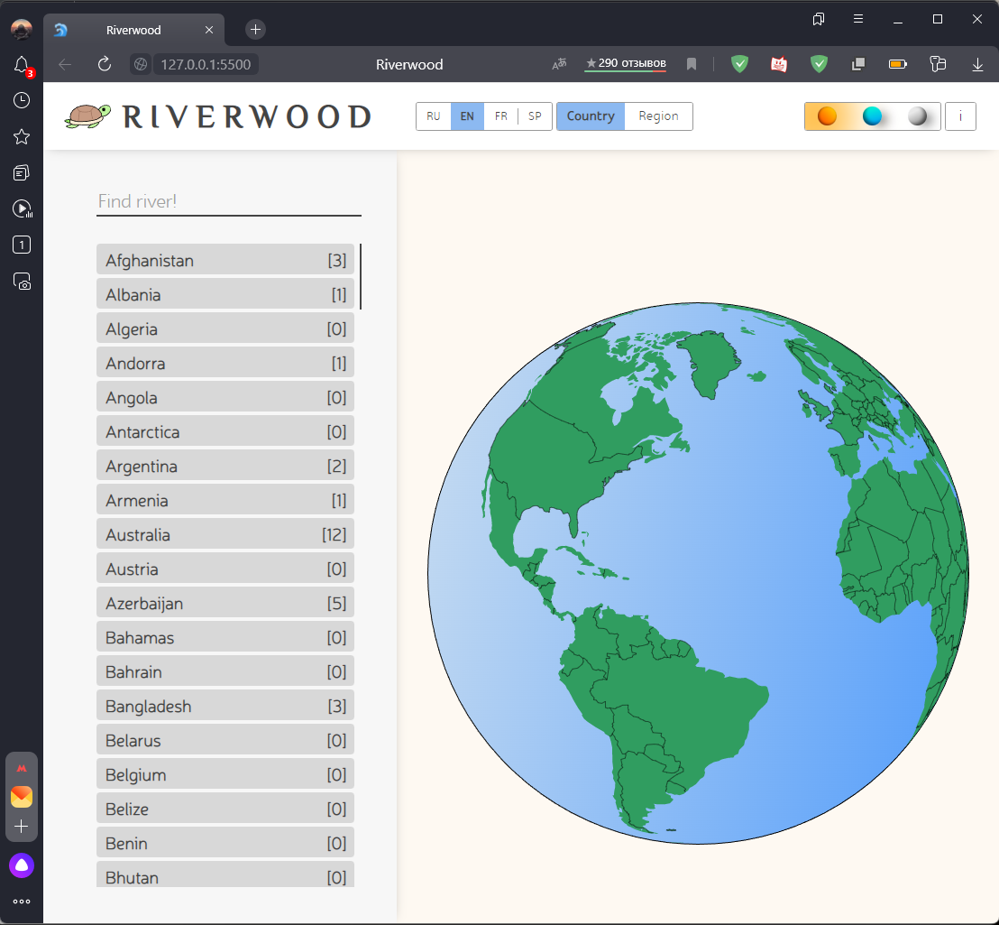 Riverwood
3
127.0.0.1:5500
Riverwood
★290 отзывов
RIVERWOOD
RU EN FR SP
Country Region
i
1
Find river!
Afghanistan [3]
Albania [1]
Algeria [0]
Andorra [1]
Angola [0]
Antarctica [0]
Argentina [2]
Armenia [1]
Australia [12]
Austria [0]
Azerbaijan [5]
Bahamas [0]
Bahrain [0]
Bangladesh [3]
Belarus [0]
Belgium [0]
Belize [0]
Benin [0]
Bhutan [0]